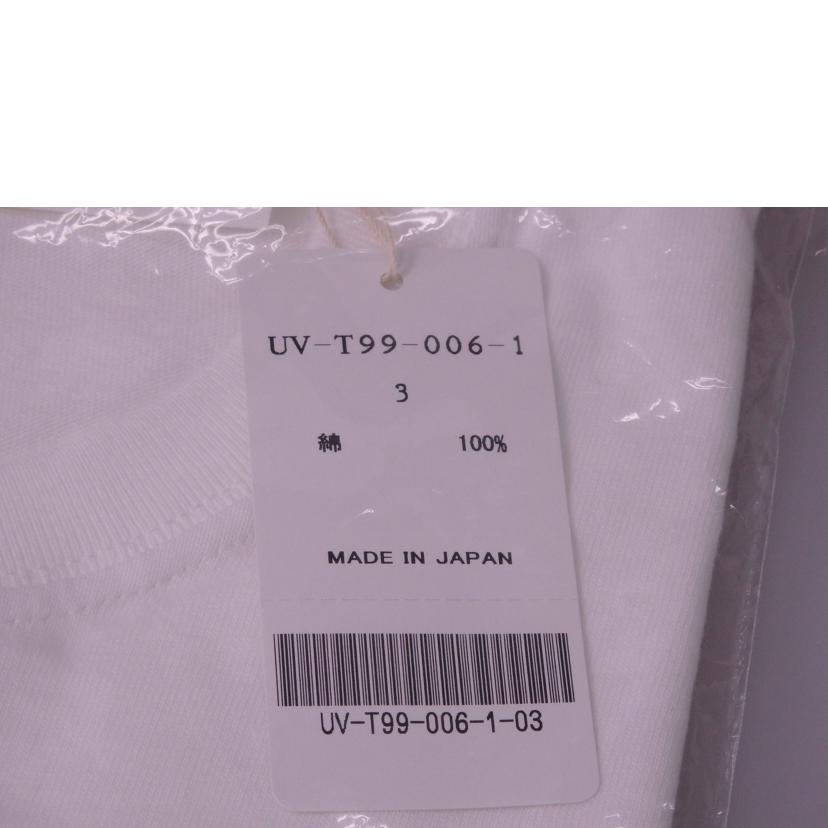 UV-T99-006-1
3
綿 100%
MADE IN JAPAN
UV-T99-006-1-03